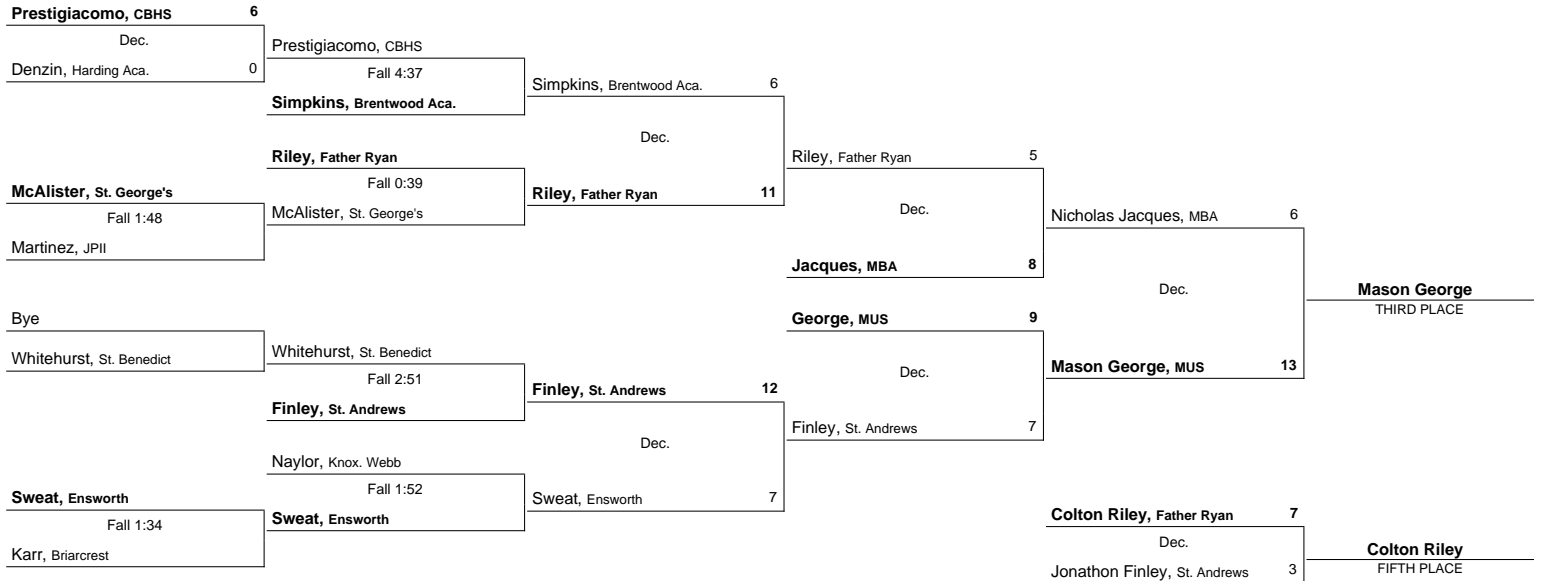 Prestigiacomo, CBHS 6
Dec.
Denzin, Harding Aca. 0
McAlister, St. George's
Fall 1:48
Martinez, JPII
Bye
Whitehurst, St. Benedict
Sweat, Ensworth
Fall 1:34
Karr, Briarcrest
Prestigiacomo, CBHS
Fall 4:37
Simpkins, Brentwood Aca.
Riley, Father Ryan
Fall 0:39
McAlister, St. George's
Whitehurst, St. Benedict
Fall 2:51
Finley, St. Andrews
Naylor, Knox. Webb
Fall 1:52
Sweat, Ensworth
Simpkins, Brentwood Aca. 6
Dec.
Riley, Father Ryan 11
Finley, St. Andrews 12
Dec.
Sweat, Ensworth 7
Riley, Father Ryan 5
Dec.
Jacques, MBA 8
George, MUS 9
Dec.
Finley, St. Andrews 7
Nicholas Jacques, MBA 6
Dec.
Mason George, MUS 13
Mason George
THIRD PLACE
Colton Riley, Father Ryan 7
Dec.
Jonathon Finley, St. Andrews 3
Colton Riley
FIFTH PLACE